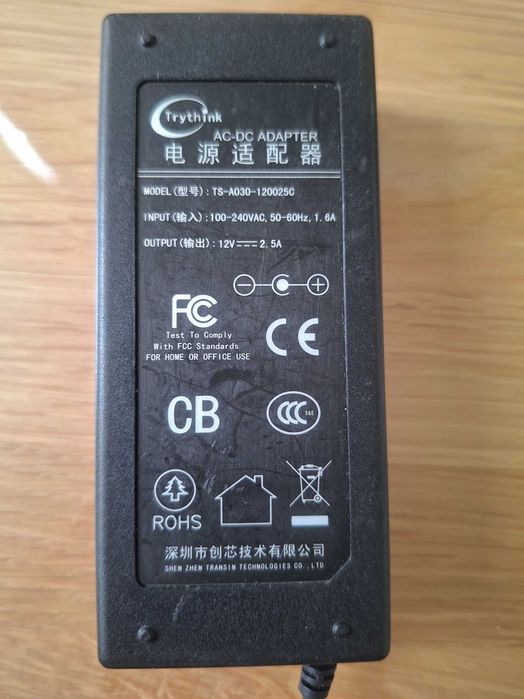 Trythink
AC-DC ADAPTER
电源适配器
MODEL(型号):TS-A030-120025C
INPUT(输入):100-240VAC,50-60Hz,1.6A
OUTPUT(输出):12V⎓2.5A
FC
Test To Comply
With FCC Standards
FOR HOME OR OFFICE USE
CE
CB
CCC S&E
ROHS
深圳市创芯技术有限公司
SHEN ZHEN TRANSIN TECHNOLOGIES CO.,LTD